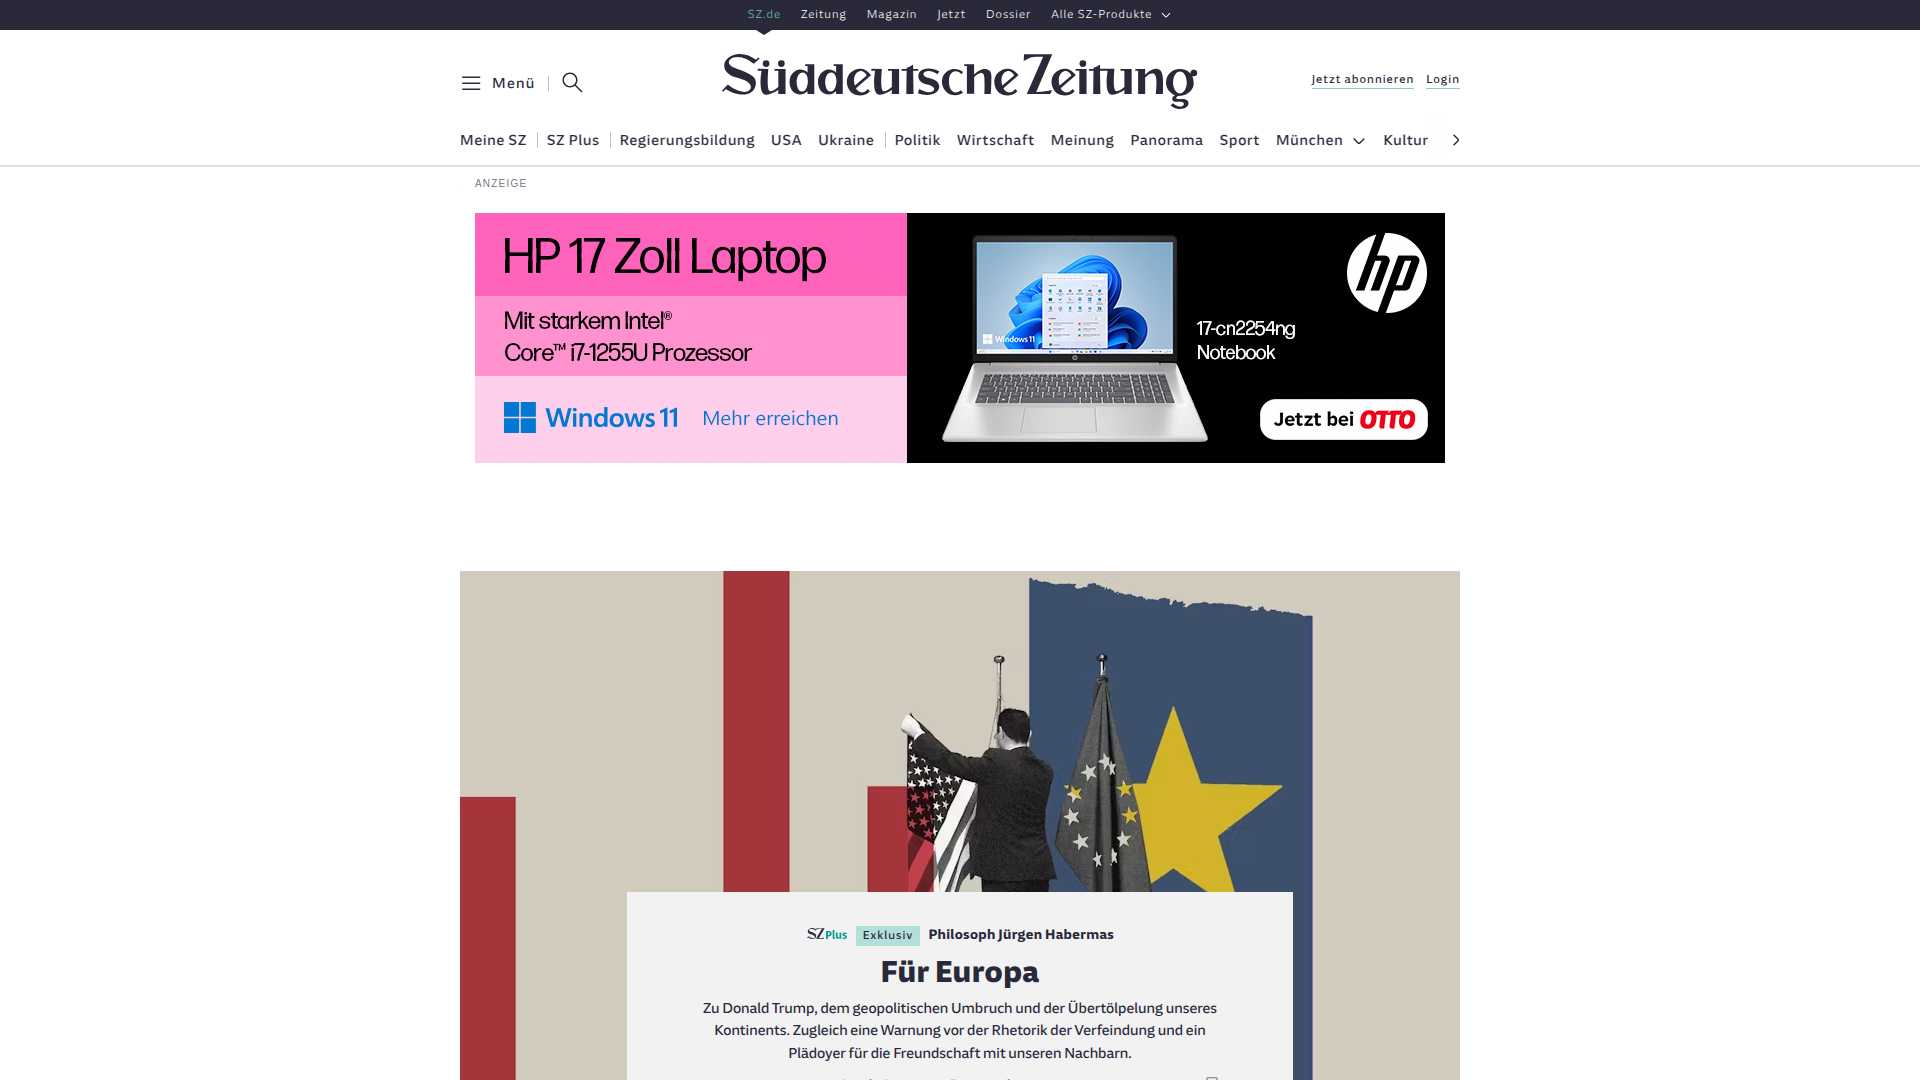 SZ.de Zeitung Magazin Jetzt Dossier Alle SZ-Produkte
Menü
Süddeutsche Zeitung
Jetzt abonnieren Login
Meine SZ SZ Plus Regierungsbildung USA Ukraine Politik Wirtschaft Meinung Panorama Sport München Kultur
ANZEIGE
HP 17 Zoll Laptop
Mit starkem Intel®
Core™ i7-1255U Prozessor
Windows 11 Mehr erreichen
Windows 11
hp
17-cn2254ng
Notebook
Jetzt bei OTTO
SZ Plus Exklusiv Philosoph Jürgen Habermas
Für Europa
Zu Donald Trump, dem geopolitischen Umbruch und der Übertölpelung unseres
Kontinents. Zugleich eine Warnung vor der Rhetorik der Verfeindung und ein
Plädoyer für die Freundschaft mit unseren Nachbarn.